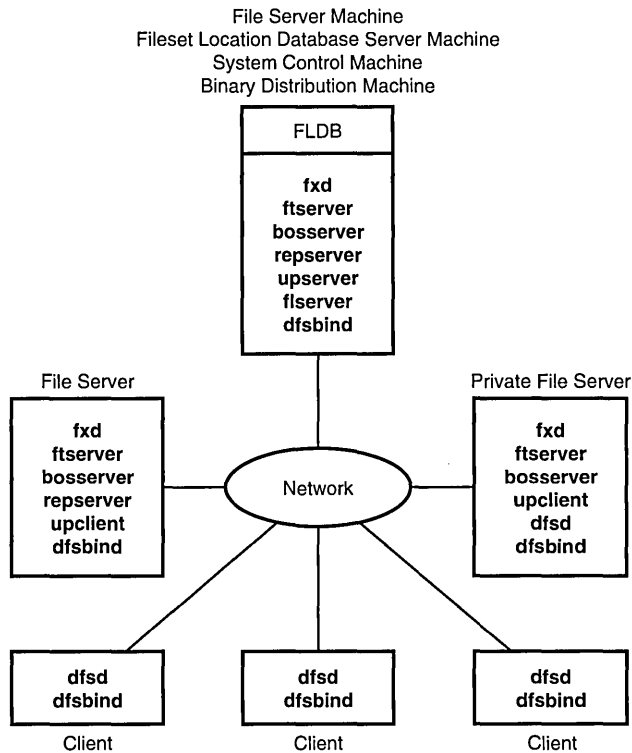 File Server Machine
Fileset Location Database Server Machine
System Control Machine
Binary Distribution Machine
FLDB
fxd
ftserver
bosserver
repserver
upserver
flserver
dfsbind
File Server
fxd
ftserver
bosserver
repserver
upclient
dfsbind
Network
Private File Server
fxd
ftserver
bosserver
upclient
dfsd
dfsbind
dfsd
dfsbind
Client
dfsd
dfsbind
Client
dfsd
dfsbind
Client